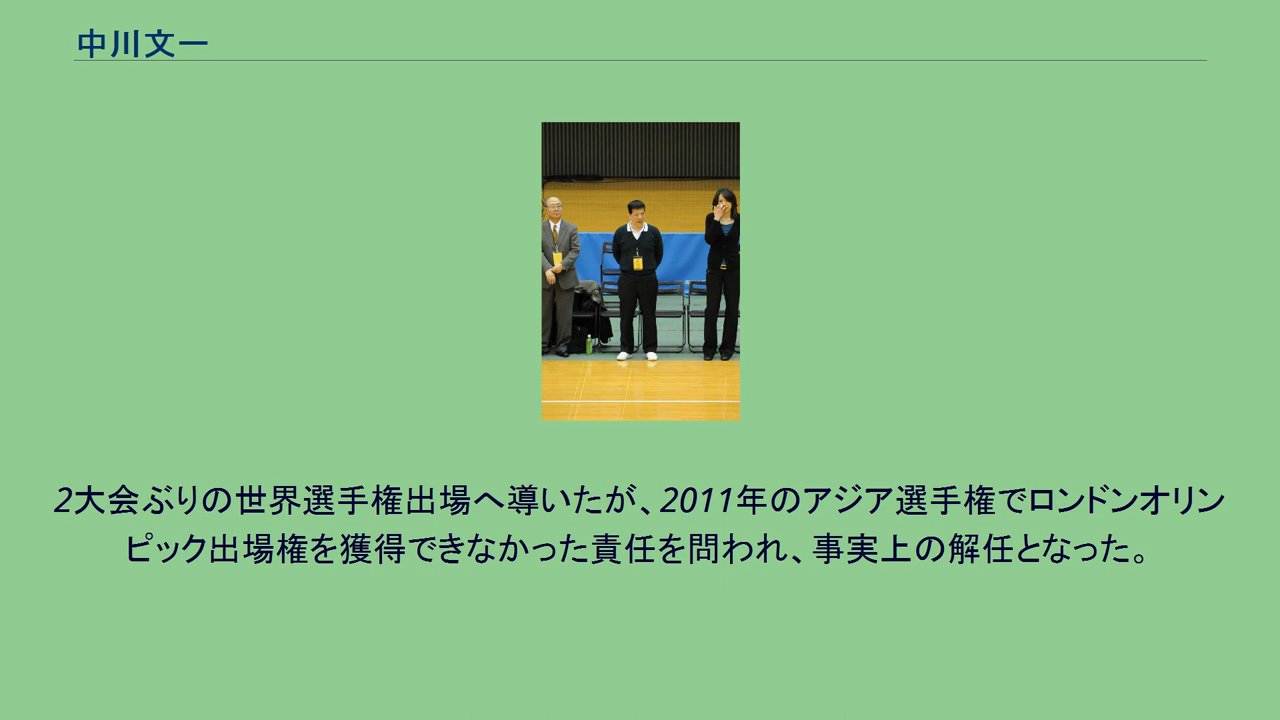 中川文一
2大会ぶりの世界選手権出場へ導いたが、2011年のアジア選手権でロンドンオリン
ピック出場権を獲得できなかった責任を問われ、事実上の解任となった。